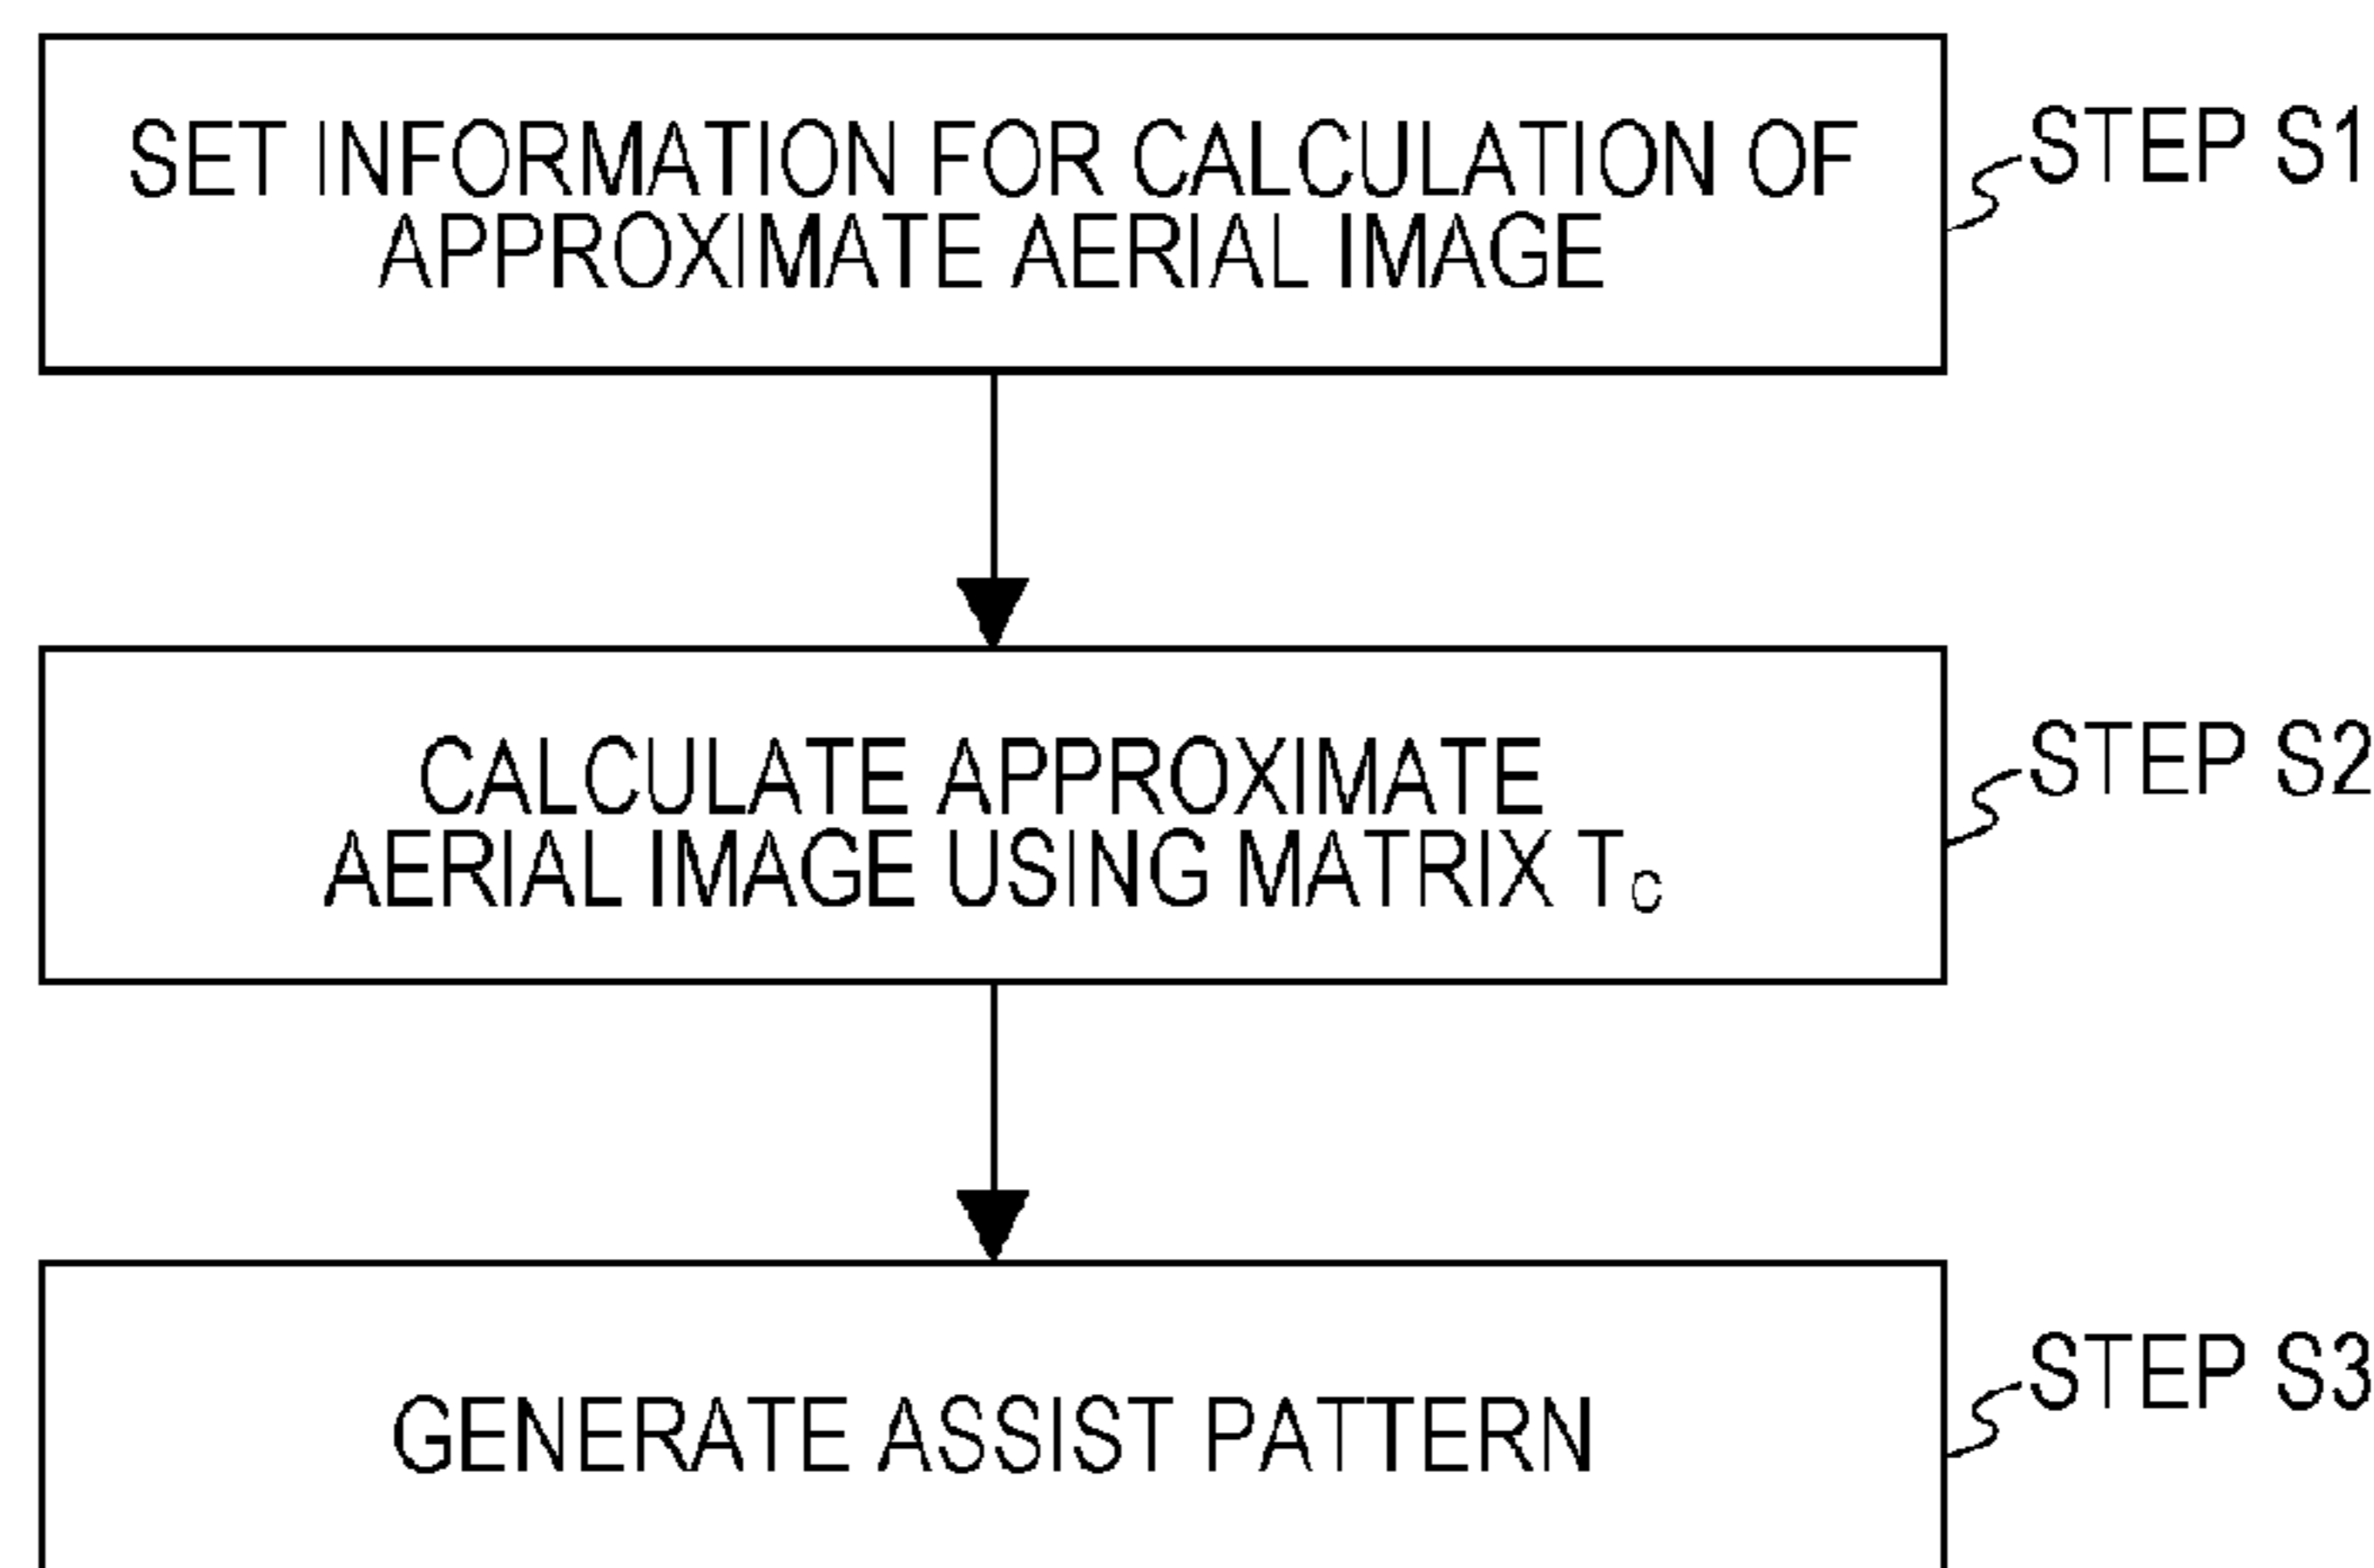 SET INFORMATION FOR CALCULATION OF
APPROXIMATE AERIAL IMAGE
STEP S1
CALCULATE APPROXIMATE
AERIAL IMAGE USING MATRIX TC
STEP S2
GENERATE ASSIST PATTERN
STEP S3